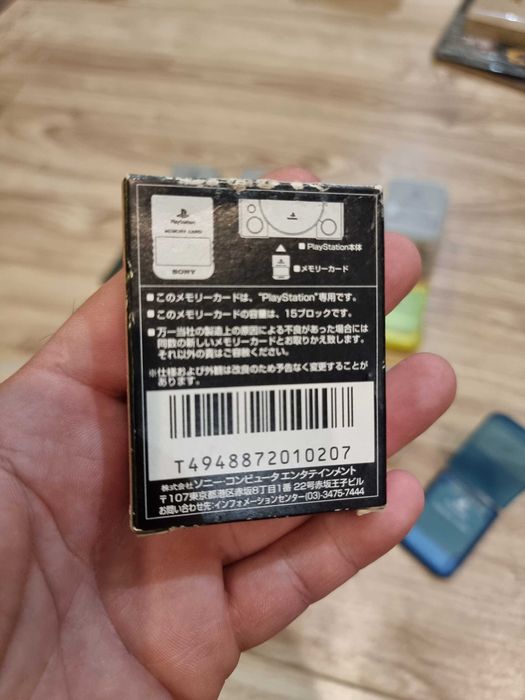 PlayStation
MEMORY CARD
SONY
■PlayStation本体
■メモリーカード
■このメモリーカードは、"PlayStation"専用です。
■このメモリーカードの容量は、15ブロックです。
■万一当社の製造上の原因による不良があった場合には
同数の新しいメモリーカードとお取りかえ致します。
それ以外の責はご容赦ください。
※仕様および外観は改良のため予告なく変更することが
あります。
T4948872010207
株式会社 ソニー・コンピュータ エンタテインメント
〒107東京都港区赤坂8丁目1番 22号赤坂王子ビル
お問い合わせ先:インフォメーションセンター(03)-3475-7444